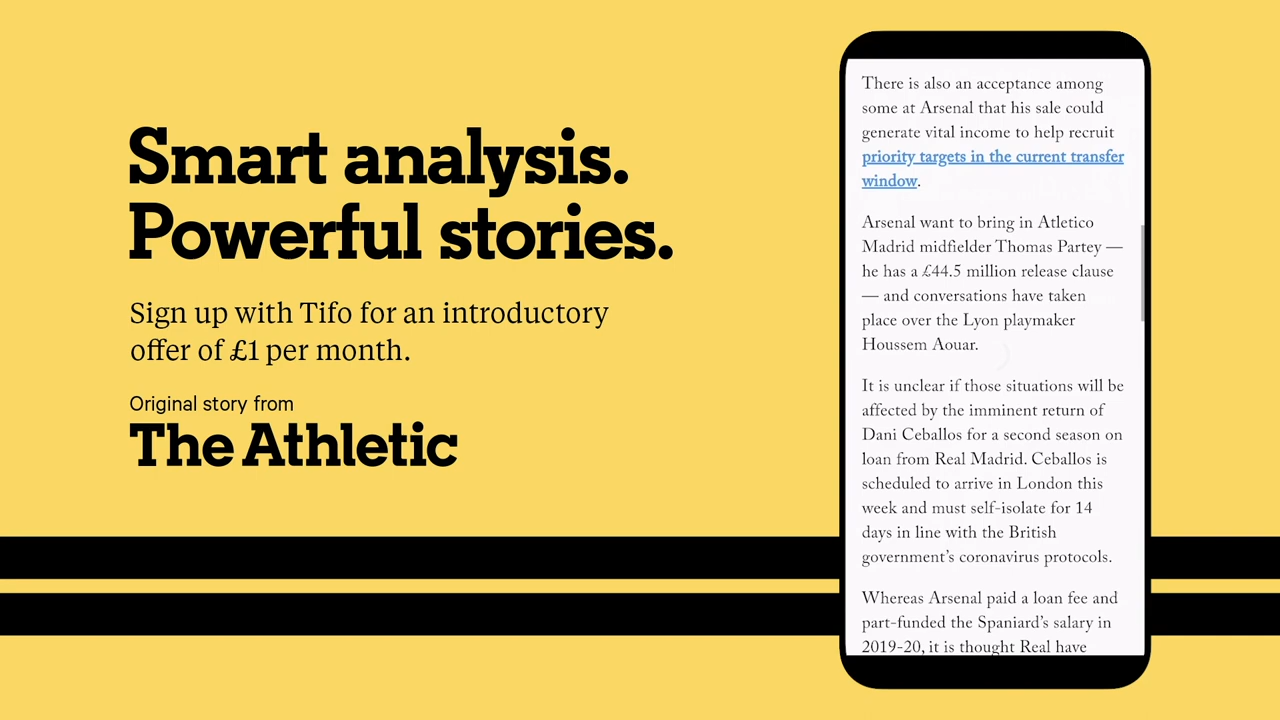 Smart analysis.
Powerful stories.
Sign up with Tifo for an introductory
offer of £1 per month.
Original story from
The Athletic
There is also an acceptance among
some at Arsenal that his sale could
generate vital income to help recruit
priority targets in the current transfer
window.
Arsenal want to bring in Atletico
Madrid midfielder Thomas Partey —
he has a £44.5 million release clause
— and conversations have taken
place over the Lyon playmaker
Houssem Aouar.
It is unclear if those situations will be
affected by the imminent return of
Dani Ceballos for a second season on
loan from Real Madrid. Ceballos is
scheduled to arrive in London this
week and must self-isolate for 14
days in line with the British
government’s coronavirus protocols.
Whereas Arsenal paid a loan fee and
part-funded the Spaniard’s salary in
2019-20, it is thought Real have